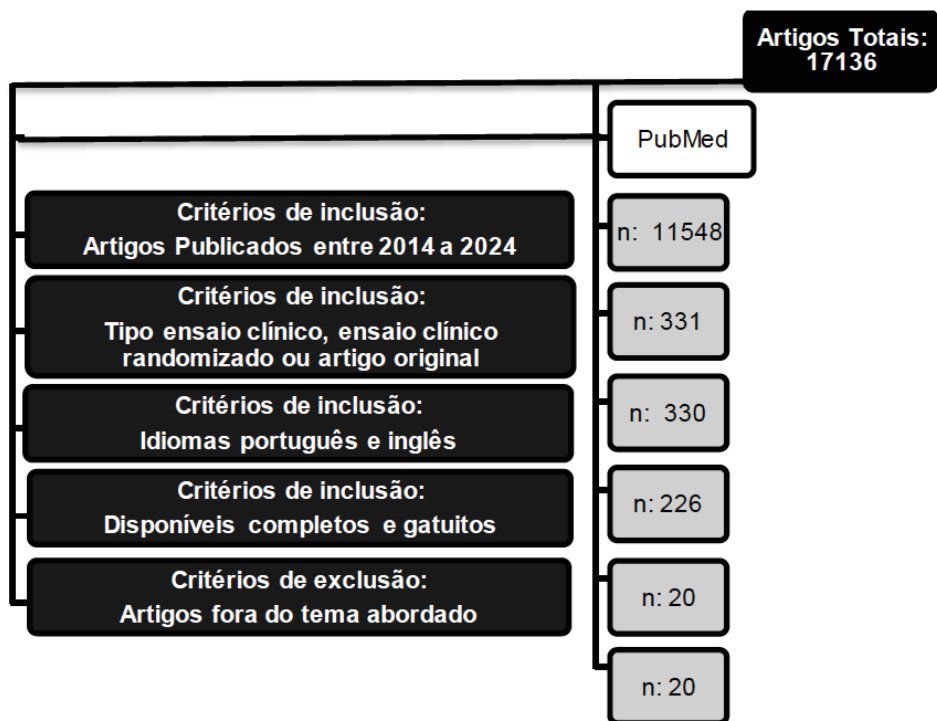 Artigos Totais:
17136
PubMed
Critérios de inclusão:
Artigos Publicados entre 2014 a 2024
n: 11548
Critérios de inclusão:
Tipo ensaio clínico, ensaio clínico
randomizado ou artigo original
n: 331
Critérios de inclusão:
Idiomas português e inglês
n: 330
Critérios de inclusão:
Disponíveis completos e gatuitos
n: 226
Critérios de exclusão:
Artigos fora do tema abordado
n: 20
n: 20